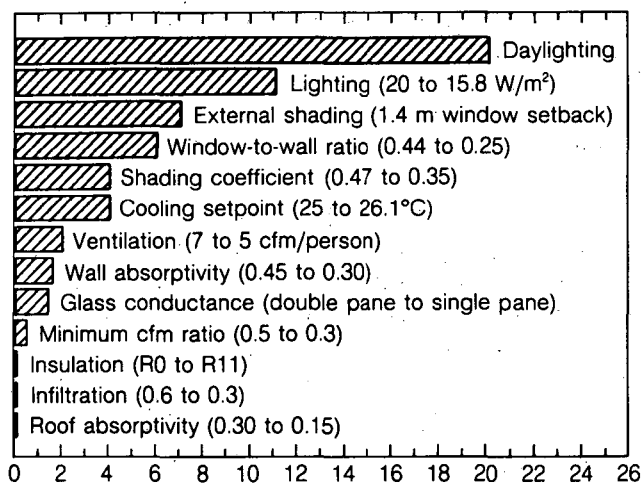 Daylighting
Lighting (20 to 15.8 W/m²)
External shading (1.4 m window setback)
Window-to-wall ratio (0.44 to 0.25)
Shading coefficient (0.47 to 0.35)
Cooling setpoint (25 to 26.1°C)
Ventilation (7 to 5 cfm/person)
Wall absorptivity (0.45 to 0.30)
Glass conductance (double pane to single pane)
Minimum cfm ratio (0.5 to 0.3)
Insulation (R0 to R11)
Infiltration (0.6 to 0.3)
Roof absorptivity (0.30 to 0.15)
0 2 4 6 8 10 12 14 16 18 20 22 24 26